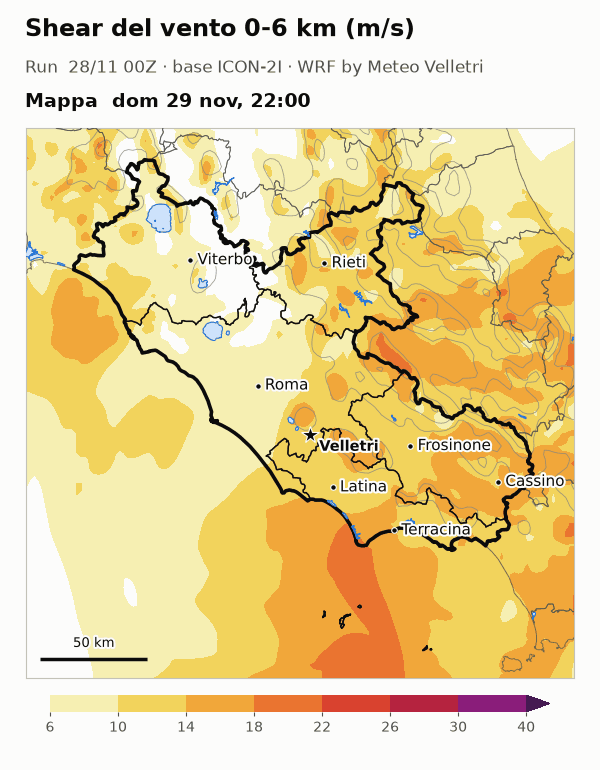 Shear del vento 0-6 km (m/s)
Run  28/11 00Z · base ICON-2I · WRF by Meteo Velletri
Mappa  dom 29 nov, 22:00
Viterbo
Rieti
Roma
Velletri
Frosinone
Cassino
Latina
Terracina
50 km
6 10 14 18 22 26 30 40